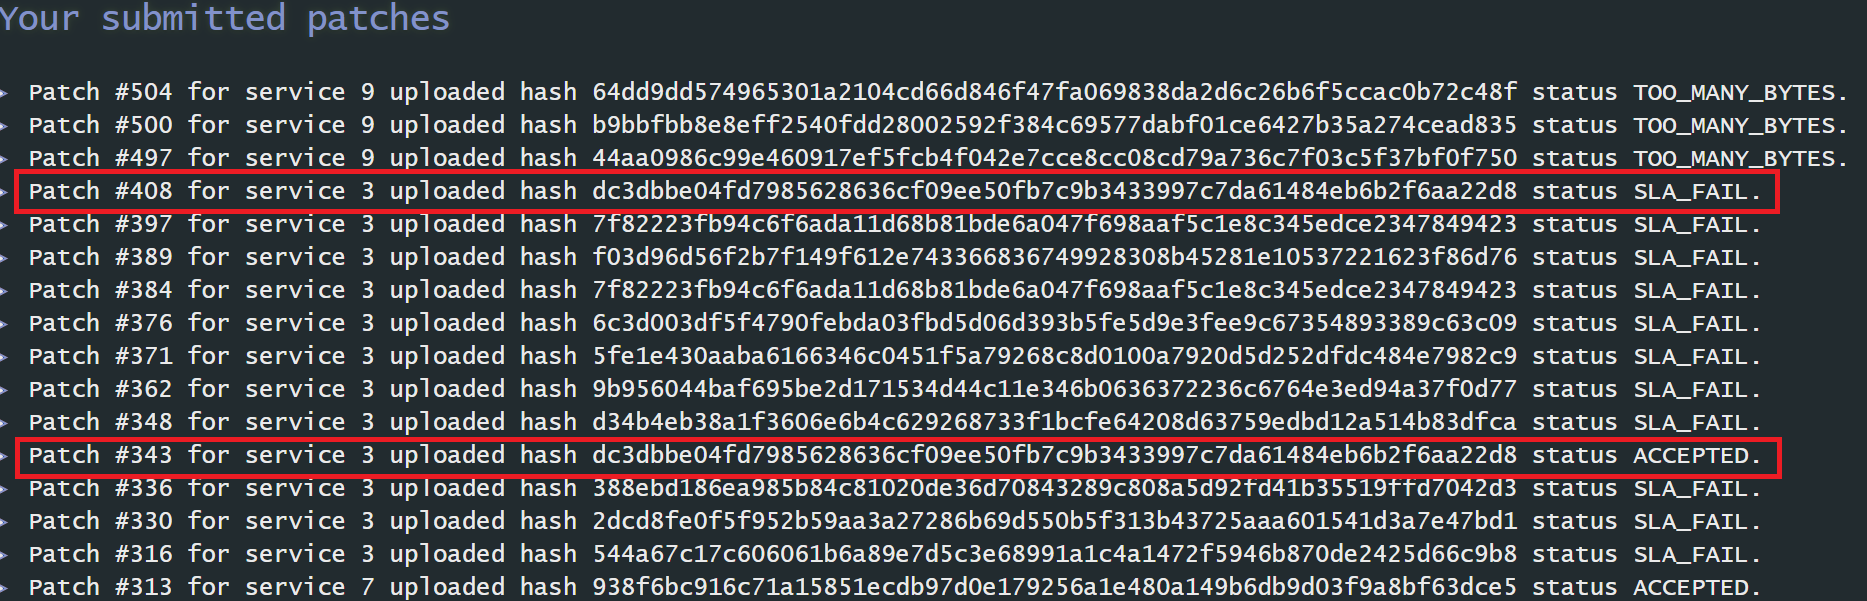 Your submitted patches
Patch #504 for service 9 uploaded hash 64dd9dd574965301a2104cd66d846f47fa069838da2d6c26b6f5ccac0b72c48f status TOO_MANY_BYTES.
Patch #500 for service 9 uploaded hash b9bbfbb8e8eff2540fdd28002592f384c69577dabf01ce6427b35a274cead835 status TOO_MANY_BYTES.
Patch #497 for service 9 uploaded hash 44aa0986c99e460917ef5fcb4f042e7cce8cc08cd79a736c7f03c5f37bf0f750 status TOO_MANY_BYTES.
Patch #408 for service 3 uploaded hash dc3dbbe04fd7985628636cf09ee50fb7c9b3433997c7da61484eb6b2f6aa22d8 status SLA_FAIL.
Patch #397 for service 3 uploaded hash 7f82223fb94c6f6ada11d68b81bde6a047f698aaf5c1e8c345edce2347849423 status SLA_FAIL.
Patch #389 for service 3 uploaded hash f03d96d56f2b7f149f612e743366836749928308b45281e10537221623f86d76 status SLA_FAIL.
Patch #384 for service 3 uploaded hash 7f82223fb94c6f6ada11d68b81bde6a047f698aaf5c1e8c345edce2347849423 status SLA_FAIL.
Patch #376 for service 3 uploaded hash 6c3d003df5f4790febda03fbd5d06d393b5fe5d9e3fee9c67354893389c63c09 status SLA_FAIL.
Patch #371 for service 3 uploaded hash 5fe1e430aaba6166346c0451f5a79268c8d0100a7920d5d252dfdc484e7982c9 status SLA_FAIL.
Patch #362 for service 3 uploaded hash 9b956044baf695be2d171534d44c11e346b0636372236c6764e3ed94a37f0d77 status SLA_FAIL.
Patch #348 for service 3 uploaded hash d34b4eb38a1f3606e6b4c629268733f1bcfe64208d63759edbd12a514b83dfca status SLA_FAIL.
Patch #343 for service 3 uploaded hash dc3dbbe04fd7985628636cf09ee50fb7c9b3433997c7da61484eb6b2f6aa22d8 status ACCEPTED.
Patch #336 for service 3 uploaded hash 388ebd186ea985b84c81020de36d70843289c808a5d92fd41b35519ffd7042d3 status SLA_FAIL.
Patch #330 for service 3 uploaded hash 2dcd8fe0f5f952b59aa3a27286b69d550b5f313b43725aaa601541d3a7e47bd1 status SLA_FAIL.
Patch #316 for service 3 uploaded hash 544a67c17c606061b6a89e7d5c3e68991a1c4a1472f5946b870de2425d66c9b8 status SLA_FAIL.
Patch #313 for service 7 uploaded hash 938f6bc916c71a15851ecdb97d0e179256a1e480a149b6db9d03f9a8bf63dce5 status ACCEPTED.